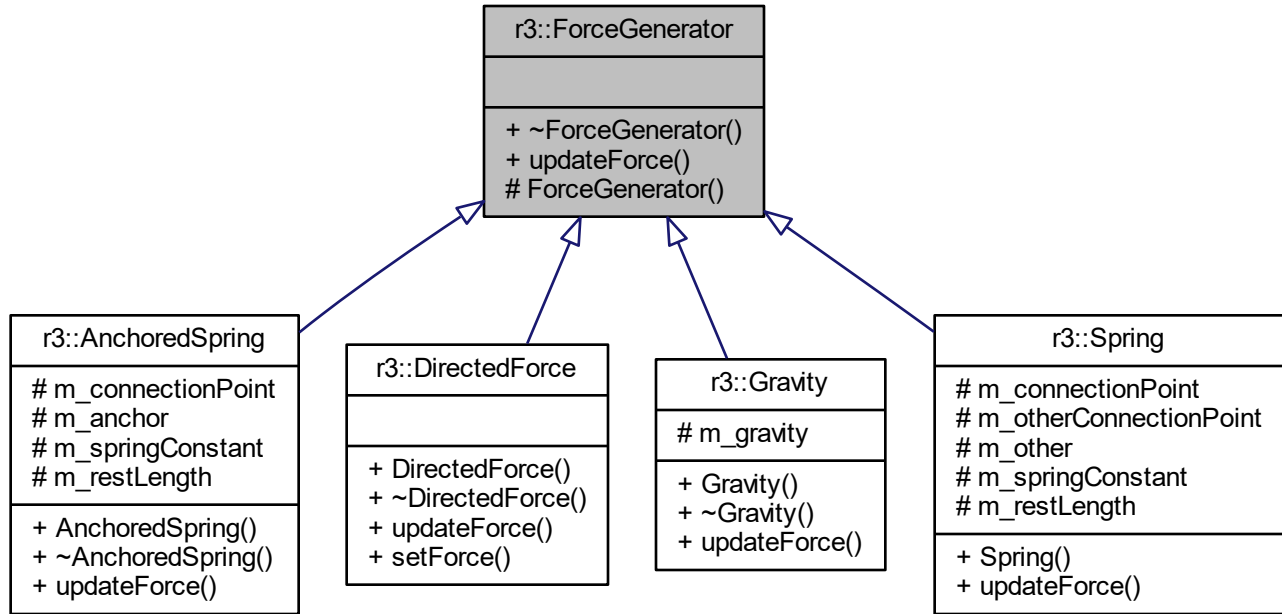 r3::ForceGenerator
+ ~ForceGenerator()
+ updateForce()
# ForceGenerator()
r3::AnchoredSpring
# m_connectionPoint
# m_anchor
# m_springConstant
# m_restLength
+ AnchoredSpring()
+ ~AnchoredSpring()
+ updateForce()
r3::DirectedForce
+ DirectedForce()
+ ~DirectedForce()
+ updateForce()
+ setForce()
r3::Gravity
# m_gravity
+ Gravity()
+ ~Gravity()
+ updateForce()
r3::Spring
# m_connectionPoint
# m_otherConnectionPoint
# m_other
# m_springConstant
# m_restLength
+ Spring()
+ updateForce()